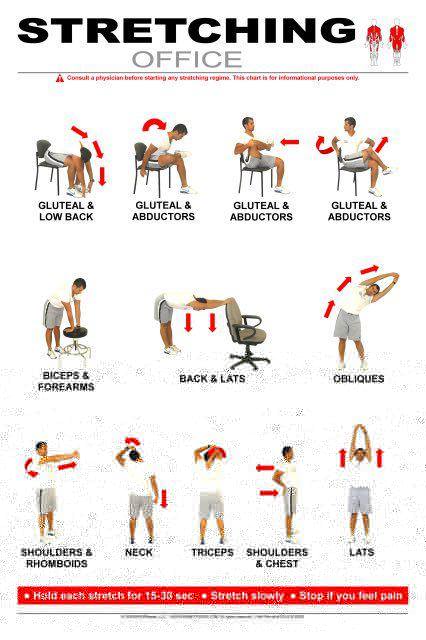 STRETCHING
OFFICE
Consult a physician before starting any stretching regime. This chart is for informational purposes only.
GLUTEAL &
LOW BACK
GLUTEAL &
ABDUCTORS
GLUTEAL &
ABDUCTORS
GLUTEAL &
ABDUCTORS
BICEPS &
FOREARMS
BACK & LATS
OBLIQUES
SHOULDERS &
RHOMBOIDS
NECK
TRICEPS
SHOULDERS
& CHEST
LATS
● Hold each stretch for 15-30 sec ● Stretch slowly ● Stop if you feel pain